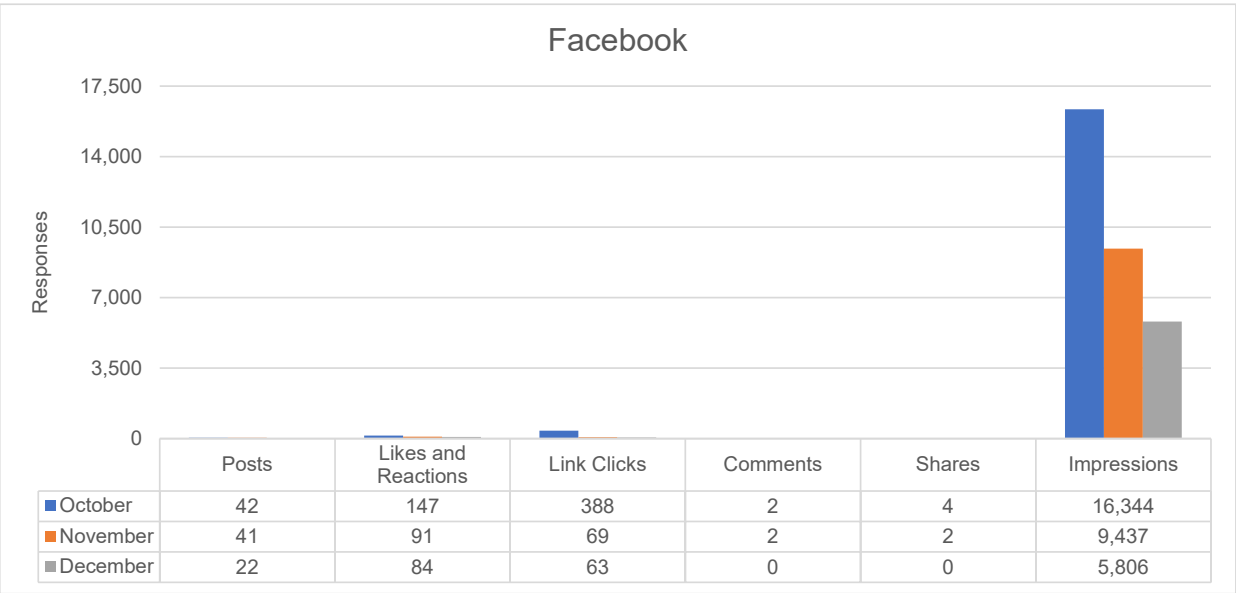 Facebook
17,500
14,000
10,500
7,000
3,500
0
Responses
Posts
Likes and
Reactions
Link Clicks
Comments
Shares
Impressions
October 42 147 388 2 4 16,344
November 41 91 69 2 2 9,437
December 22 84 63 0 0 5,806